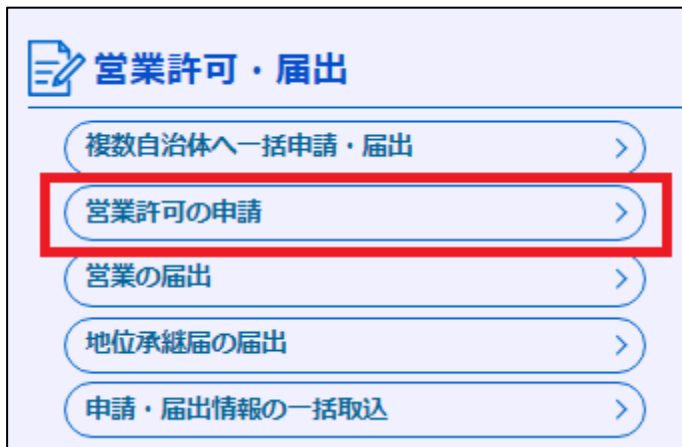 営業許可・届出
複数自治体へ一括申請・届出
営業許可の申請
営業の届出
地位承継届の届出
申請・届出情報の一括取込